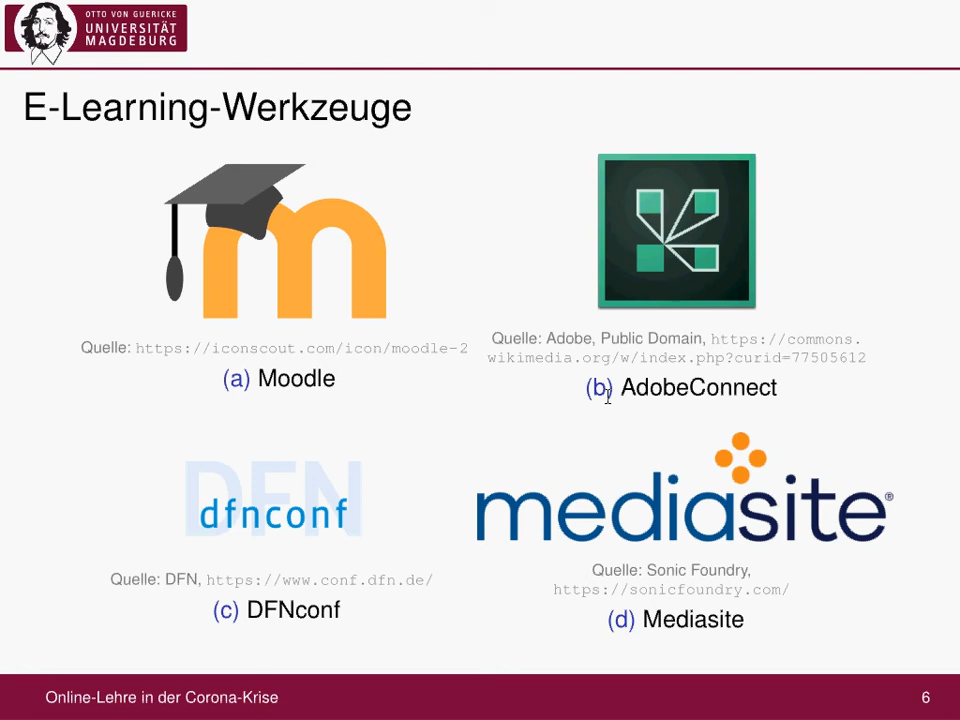 OTTO VON GUERICKE
UNIVERSITÄT
MAGDEBURG
E-Learning-Werkzeuge
m
Quelle: https://iconscout.com/icon/moodle-2
(a) Moodle
Quelle: Adobe, Public Domain, https://commons.
wikimedia.org/w/index.php?curid=77505612
(b) AdobeConnect
DFN
dfnconf
Quelle: DFN, https://www.conf.dfn.de/
(c) DFNconf
mediasite®
Quelle: Sonic Foundry,
https://sonicfoundry.com/
(d) Mediasite
Online-Lehre in der Corona-Krise
6